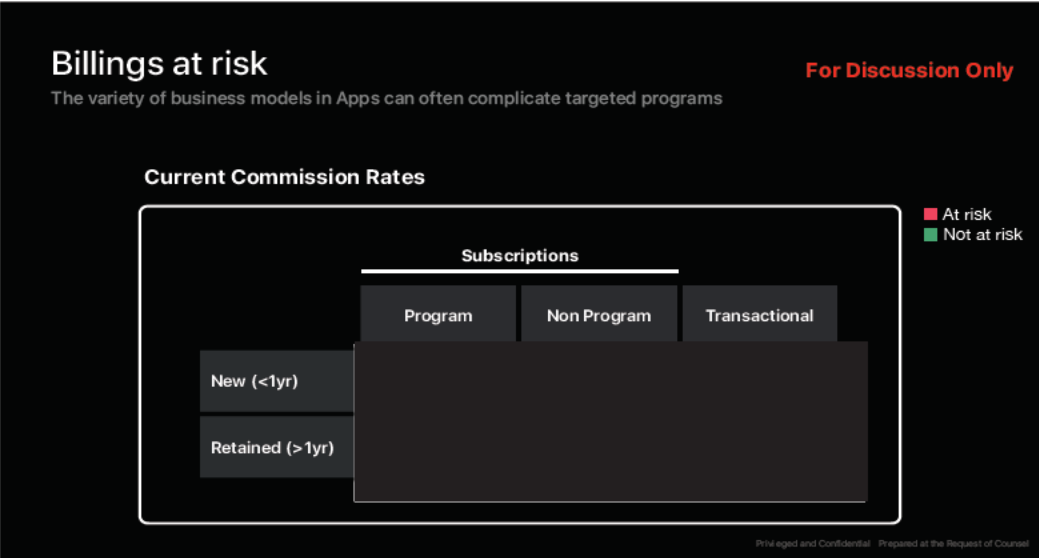 Billings at risk
For Discussion Only
The variety of business models in Apps can often complicate targeted programs
Current Commission Rates
At risk
Not at risk
Subscriptions
Program Non Program Transactional
New (<1yr)
Retained (>1yr)
Privileged and Confidential Prepared at the Request of Counsel